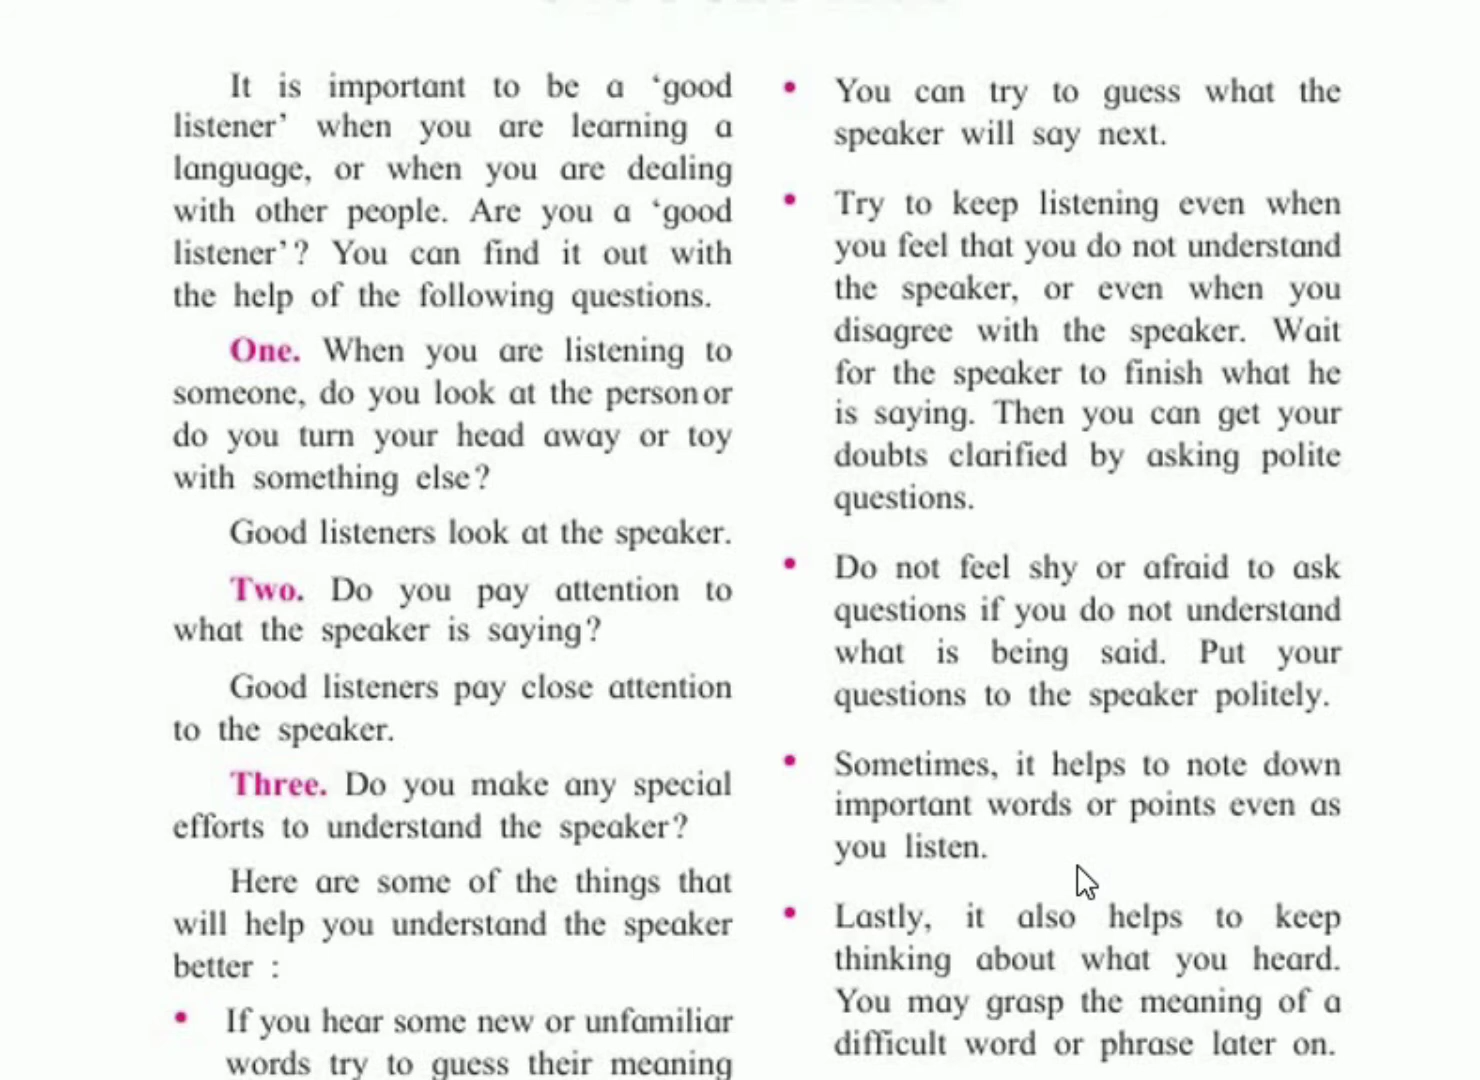 It is important to be a ‘good
listener’ when you are learning a
language, or when you are dealing
with other people. Are you a ‘good
listener’? You can find it out with
the help of the following questions.
One. When you are listening to
someone, do you look at the person or
do you turn your head away or toy
with something else?
Good listeners look at the speaker.
Two. Do you pay attention to
what the speaker is saying?
Good listeners pay close attention
to the speaker.
Three. Do you make any special
efforts to understand the speaker?
Here are some of the things that
will help you understand the speaker
better :
• If you hear some new or unfamiliar
words try to guess their meaning
• You can try to guess what the
speaker will say next.
• Try to keep listening even when
you feel that you do not understand
the speaker, or even when you
disagree with the speaker. Wait
for the speaker to finish what he
is saying. Then you can get your
doubts clarified by asking polite
questions.
• Do not feel shy or afraid to ask
questions if you do not understand
what is being said. Put your
questions to the speaker politely.
• Sometimes, it helps to note down
important words or points even as
you listen.
• Lastly, it also helps to keep
thinking about what you heard.
You may grasp the meaning of a
difficult word or phrase later on.